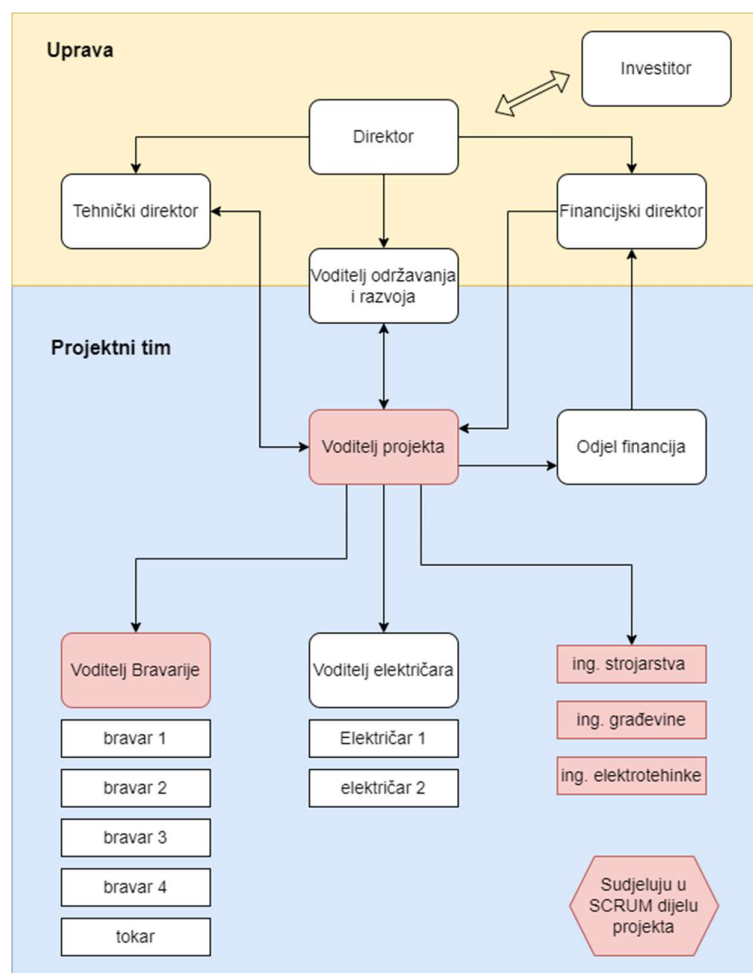 Uprava
Investitor
Direktor
Tehnički direktor
Financijski direktor
Voditelj održavanja
i razvoja
Projektni tim
Voditelj projekta
Odjel financija
Voditelj Bravarije
Voditelj električara
ing. strojarstva
bravar 1
Električar 1
ing. građevine
bravar 2
električar 2
ing. elektrotehinke
bravar 3
bravar 4
tokar
Sudjeluju u
SCRUM dijelu
projekta